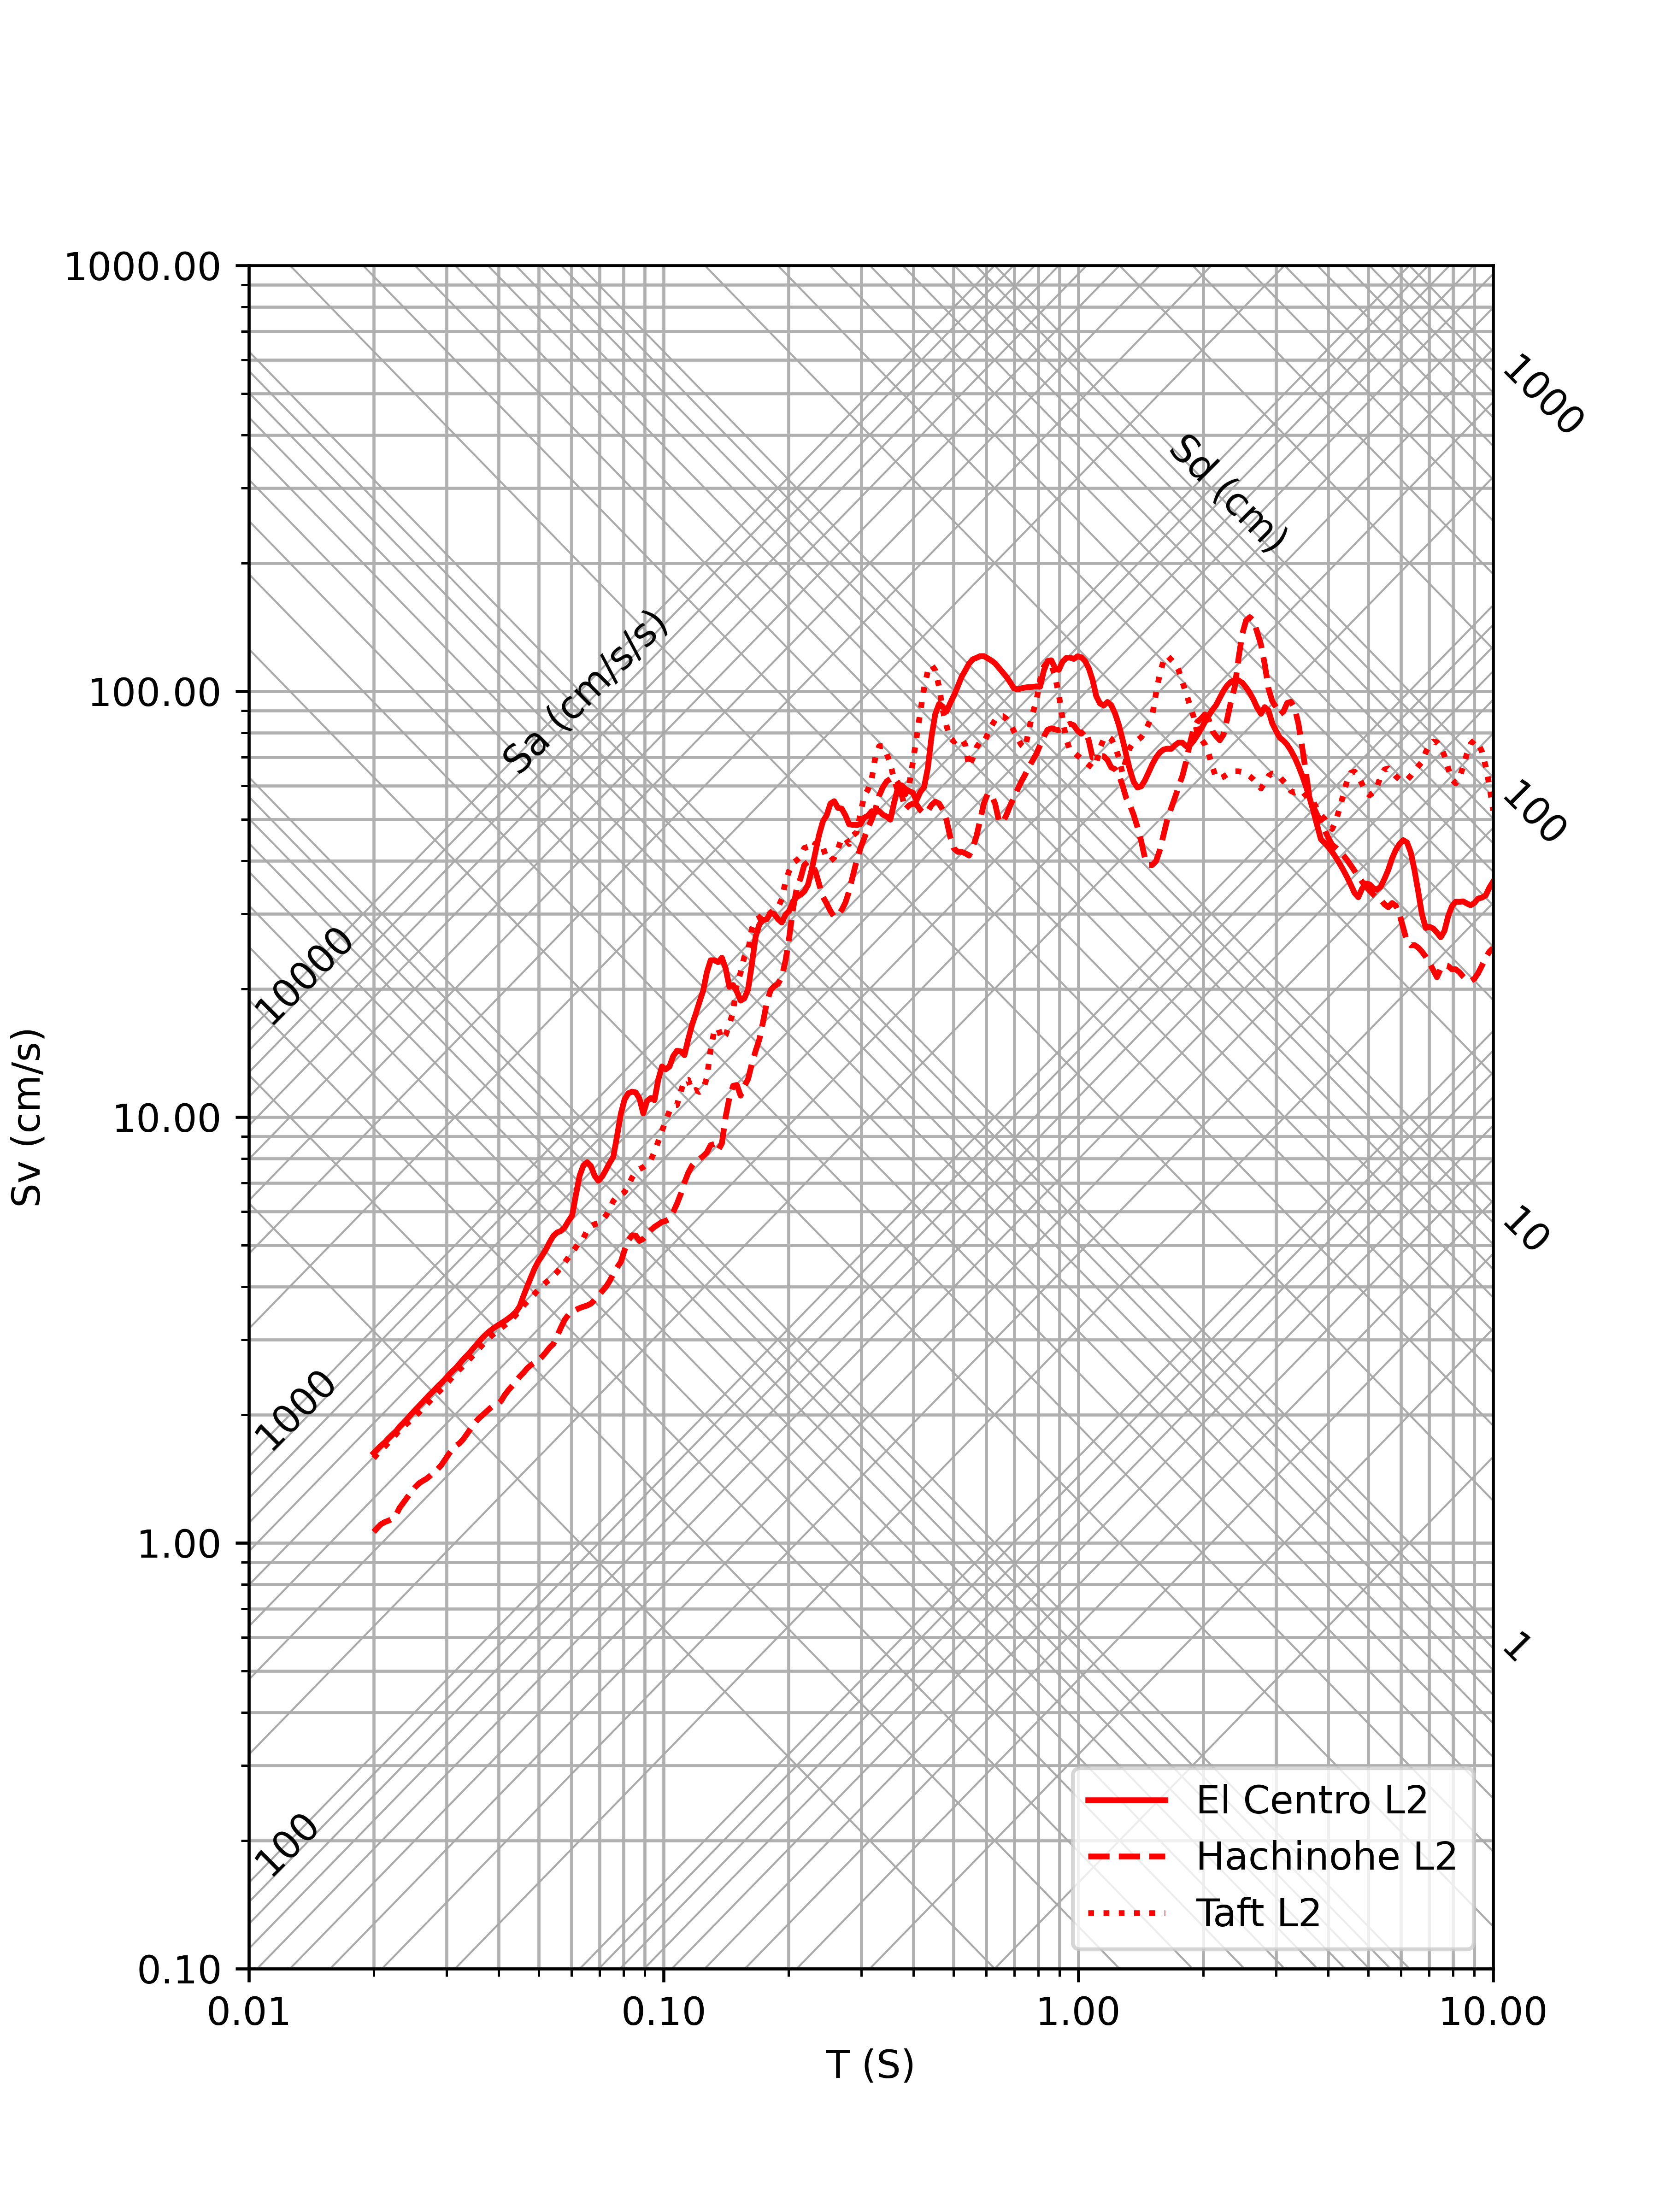 1000.00
1000
Sd (cm)
Sa (cm/s/s)
100.00
100
10000
Sv (cm/s)
10.00
10
1000
1.00
1
100
El Centro L2
Hachinohe L2
Taft L2
0.10
0.01
0.10
1.00
10.00
T (S)